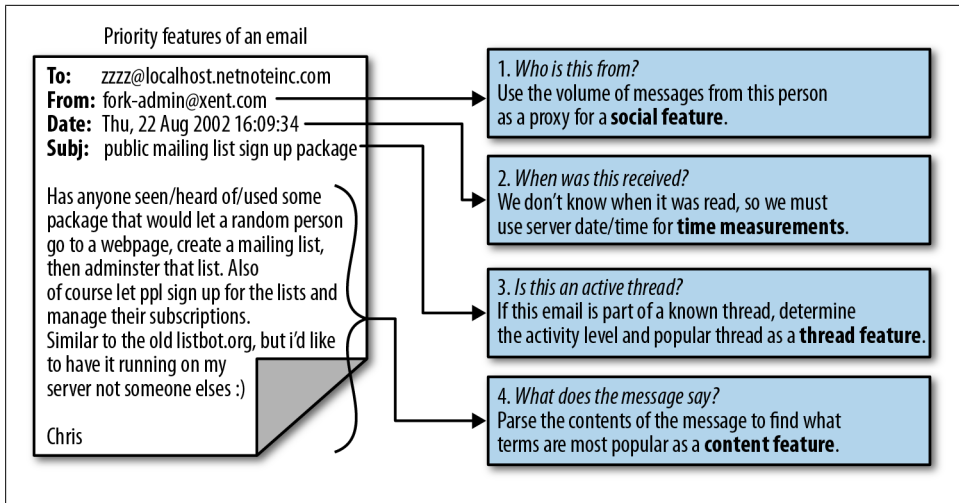 Priority features of an email
To: zzzz@localhost.netnoteinc.com
From: fork-admin@xent.com
Date: Thu, 22 Aug 2002 16:09:34
Subj: public mailing list sign up package
Has anyone seen/heard of/used some
package that would let a random person
go to a webpage, create a mailing list,
then adminster that list. Also
of course let ppl sign up for the lists and
manage their subscriptions.
Similar to the old listbot.org, but i'd like
to have it running on my
server not someone elses :)
Chris
1. Who is this from?
Use the volume of messages from this person
as a proxy for a social feature.
2. When was this received?
We don't know when it was read, so we must
use server date/time for time measurements.
3. Is this an active thread?
If this email is part of a known thread, determine
the activity level and popular thread as a thread feature.
4. What does the message say?
Parse the contents of the message to find what
terms are most popular as a content feature.